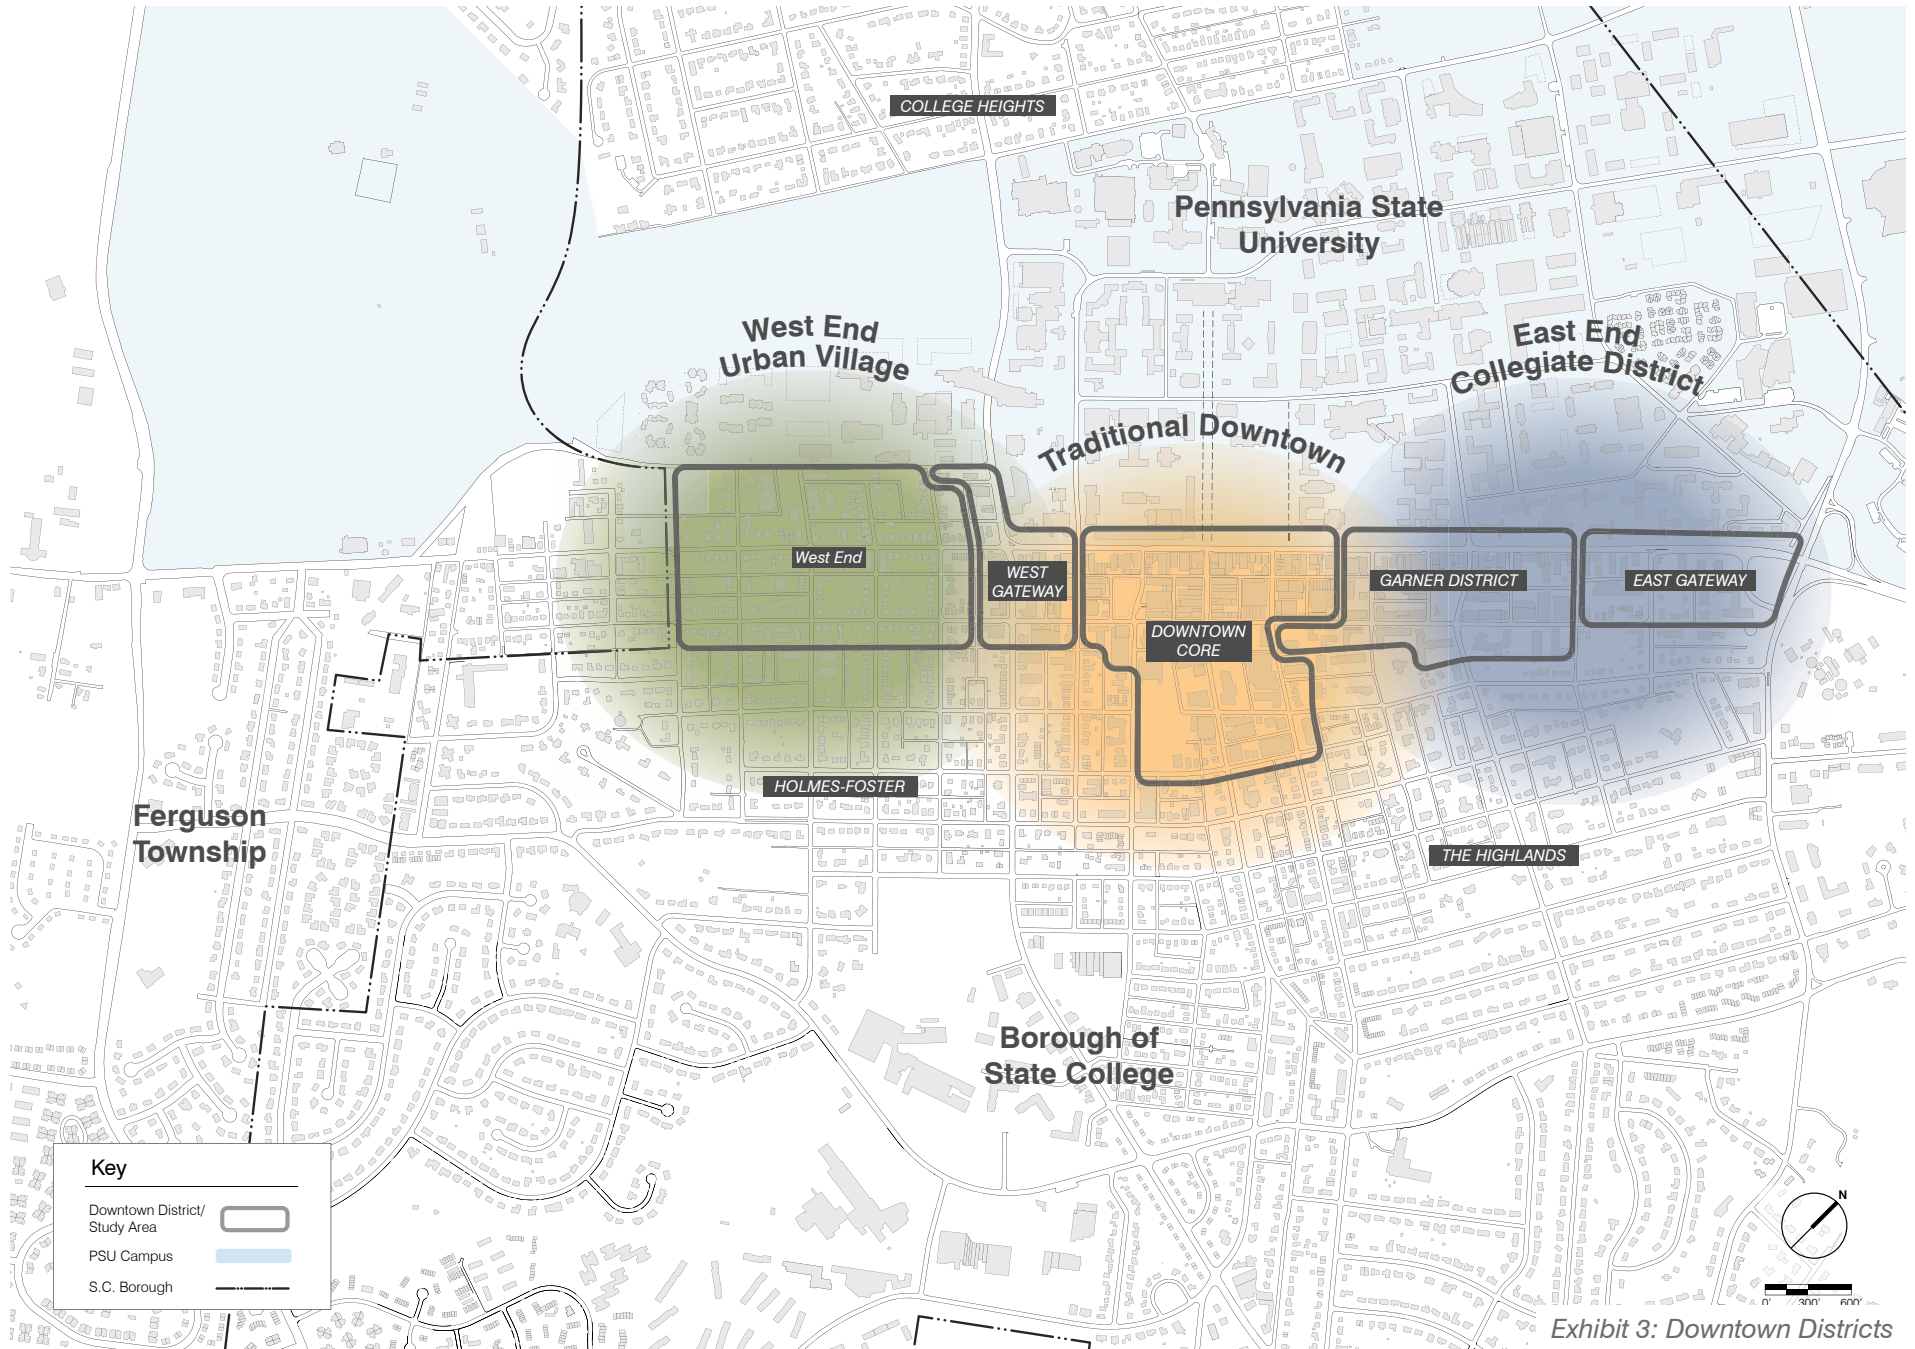 COLLEGE HEIGHTS
Pennsylvania State
University
West End
Urban Village
East End
Collegiate District
Traditional Downtown
West End
WEST
GATEWAY
GARNER DISTRICT
EAST GATEWAY
DOWNTOWN
CORE
HOLMES-FOSTER
Ferguson
Township
THE HIGHLANDS
Borough of
State College
Key
Downtown District/
Study Area
PSU Campus
S.C. Borough
N
0' 300' 600'
Exhibit 3: Downtown Districts